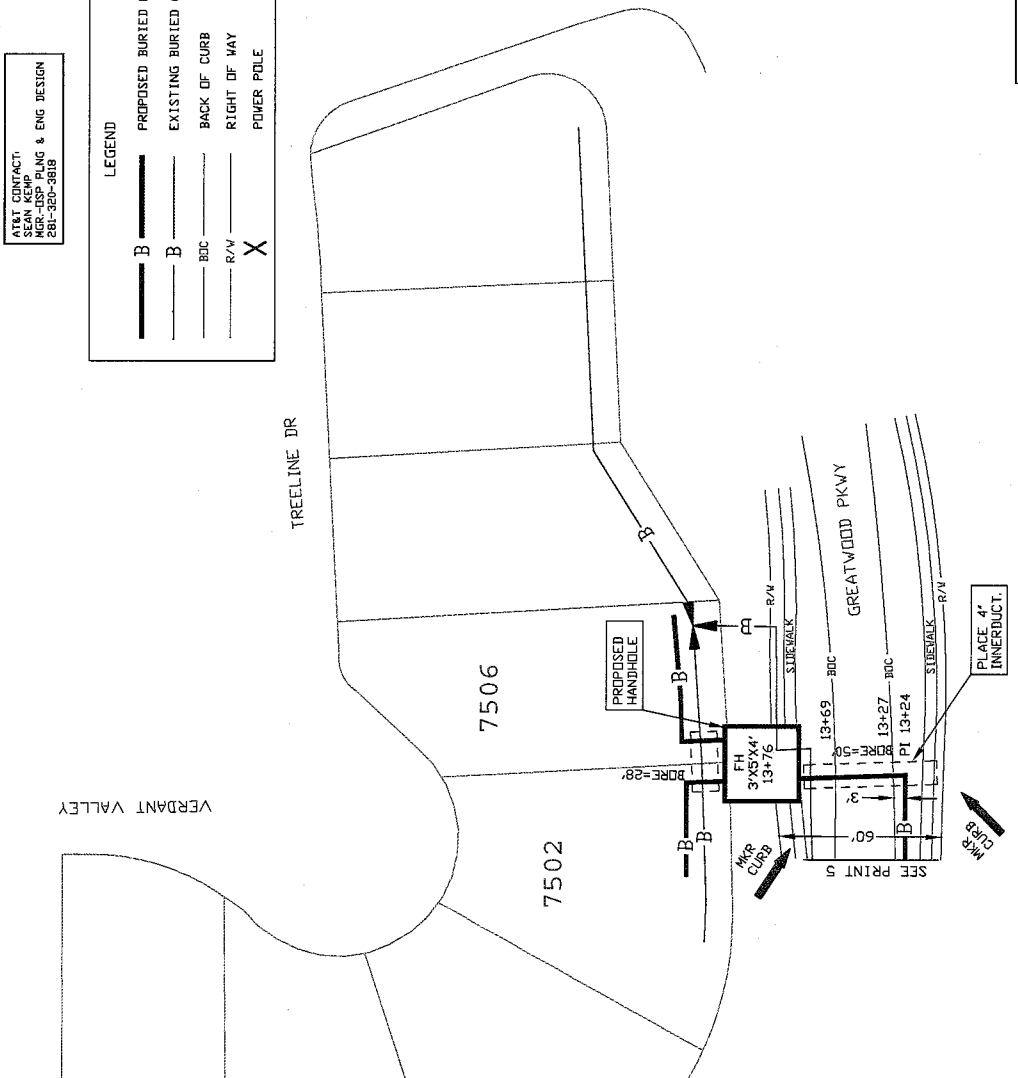 AT&T CONTACT:
SEAN KEMP
MGR.-OSP PLNG & ENG DESIGN
281-320-3818
LEGEND
B PROPOSED BURIED
B EXISTING BURIED
BOC BACK OF CURB
R/W RIGHT OF WAY
X POWER POLE
VERDANT VALLEY
TREELINE DR
7506
7502
B
B
B
B
B
B
PROPOSED
HANDHOLE
BORE=28'
FH
3'X5'X4'
13+76
R/W
SIDEWALK
BOC
13+69
GREATWOOD PKWY
BOC
13+27
PI 13+24
BORE=50'
3'
60'
B
SIDEWALK
R/W
MKR
CURB
MKR
CURB
SEE PRINT 5
PLACE 4"
INNERDUCT.